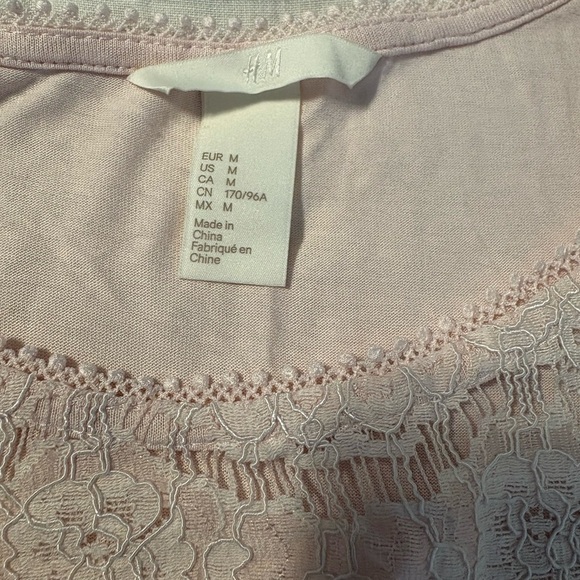 H&M
EUR M
US M
CA M
CN 170/96A
MX M
Made in
China
Fabriqué en
Chine